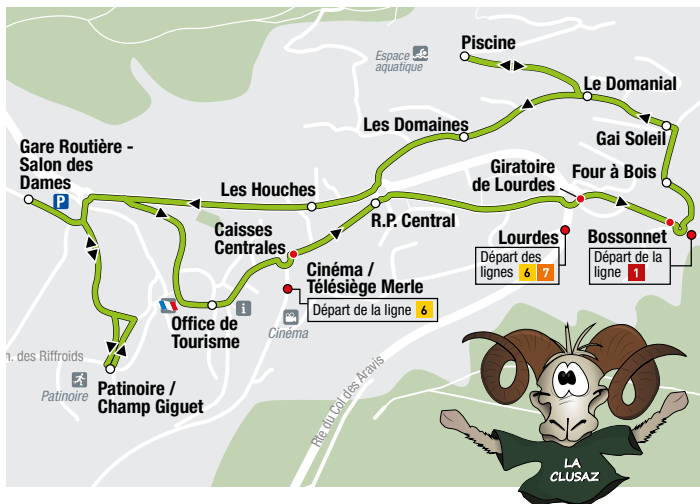 Piscine
Espace
aquatique
Le Domanial
Les Domaines
Gai Soleil
Gare Routière -
Salon des
Dames
P
Giratoire
de Lourdes
Four à Bois
Les Houches
R.P. Central
Caisses
Centrales
Lourdes
Départ des
lignes 6 7
Bossonnet
Départ de la
ligne 1
Cinéma /
Télésiège Merle
Départ de la ligne 6
i
Office de
Tourisme
Cinéma
n. des Riffroids
Patinoire
Patinoire /
Champ Giguet
Rte du Col des Aravis
LA
CLUSAZ